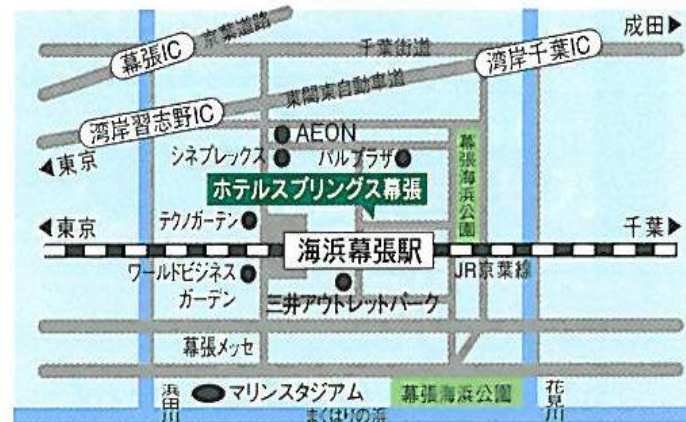 成田▶
京葉道路
幕張IC
千葉街道
湾岸千葉IC
東関東自動車道
湾岸習志野IC
AEON
◀東京
シネプレックス
パルプラザ
幕張海浜公園
ホテルスプリングス幕張
◀東京
テクノガーデン
千葉▶
海浜幕張駅
JR京葉線
ワールドビジネス
ガーデン
三井アウトレットパーク
幕張メッセ
浜田川
マリンスタジアム
幕張海浜公園
花見川
まくはりの浜